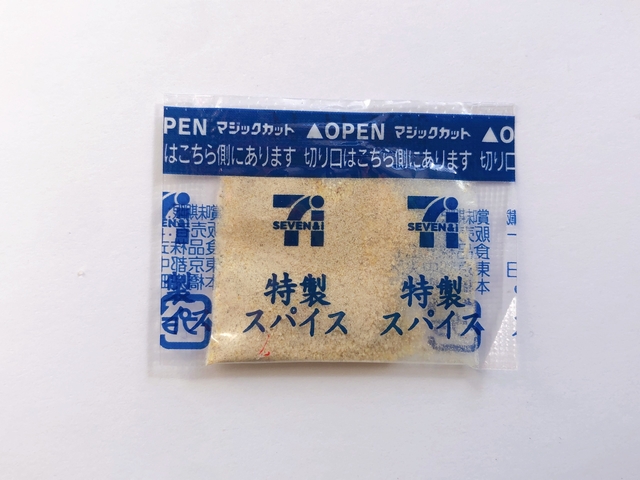 PEN マジックカット ▲OPEN マジックカット ▲O
はこちら側にあります 切り口はこちら側にあります 切り口
SEVEN&i
特製
スパイス
SEVEN&i
特製
スパイス